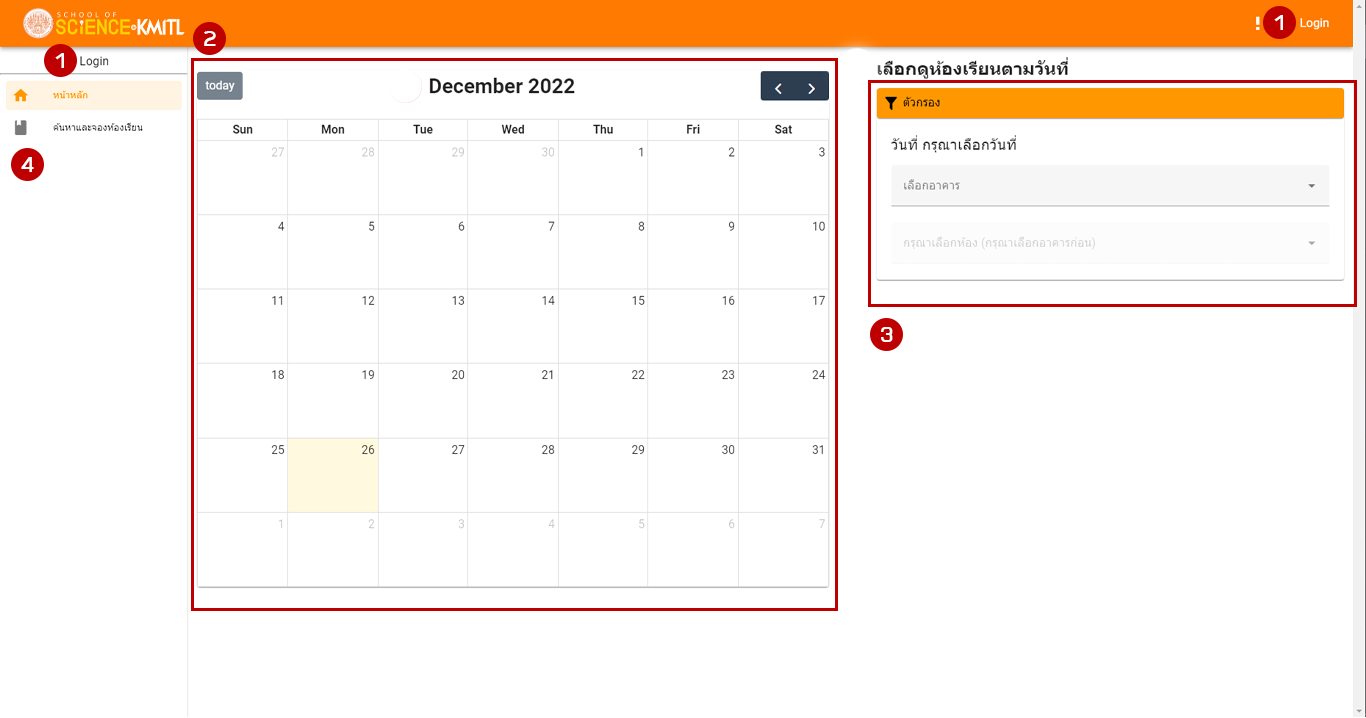 SCHOOL OF
SCiENCE KMITL
1 Login
1 Login
หน้าหลัก
ค้นหาและจองห้องเรียน
4
2
today
December 2022
Sun Mon Tue Wed Thu Fri Sat
27 28 29 30 1 2 3
4 5 6 7 8 9 10
11 12 13 14 15 16 17
18 19 20 21 22 23 24
25 26 27 28 29 30 31
1 2 3 4 5 6 7
เลือกดูห้องเรียนตามวันที่
ตัวกรอง
วันที่ กรุณาเลือกวันที่
เลือกอาคาร
กรุณาเลือกห้อง (กรุณาเลือกอาคารก่อน)
3